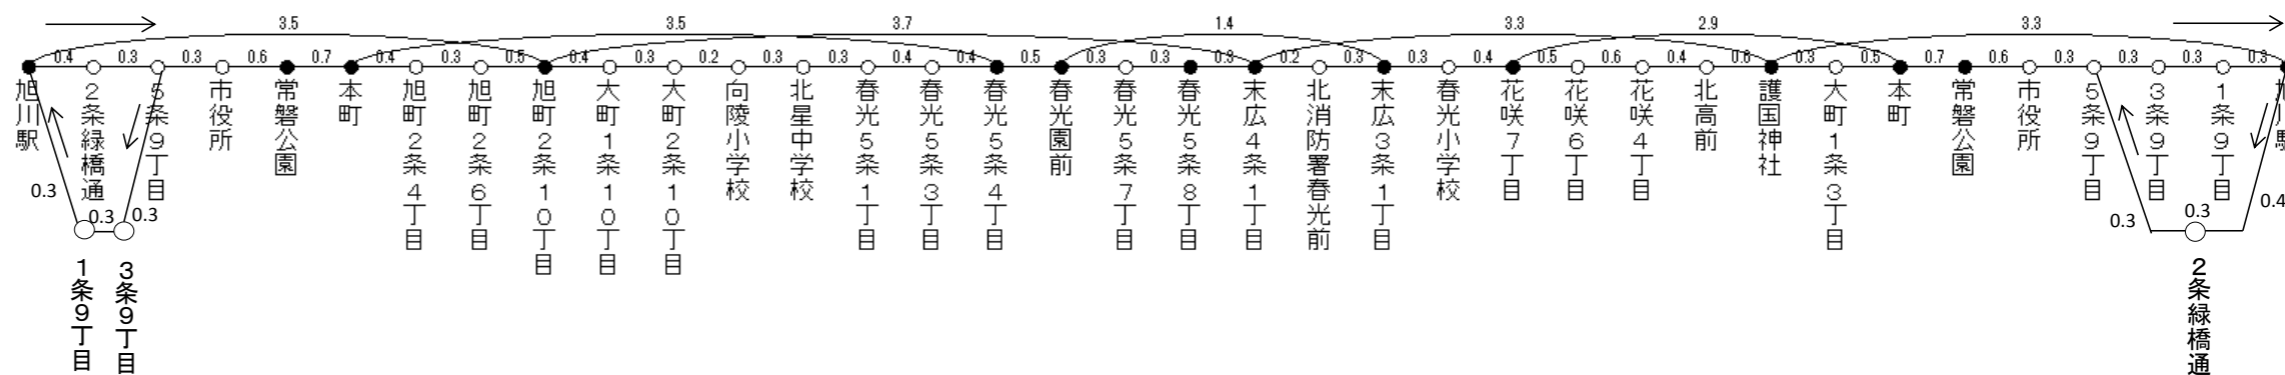 3.5 3.5 3.7 1.4 3.3 2.9 3.3
0.4 0.3 0.3 0.6 0.7 0.4 0.3 0.5 0.4 0.3 0.2 0.3 0.3 0.4 0.4 0.5 0.3 0.3 0.3 0.2 0.3 0.3 0.4 0.5 0.6 0.4 0.6 0.3 0.5 0.7 0.6 0.3 0.3 0.3 0.3
旭川駅
2条緑橋通
5条9丁目
市役所
常磐公園
本町
旭町2条4丁目
旭町2条6丁目
旭町2条10丁目
大町1条10丁目
大町2条10丁目
向陵小学校
北星中学校
春光5条1丁目
春光5条3丁目
春光5条4丁目
春光園前
春光5条7丁目
春光5条8丁目
末広4条1丁目
北消防署春光前
末広3条1丁目
春光小学校
花咲7丁目
花咲6丁目
花咲4丁目
北高前
護国神社
大町1条3丁目
本町
常磐公園
市役所
5条9丁目
3条9丁目
1条9丁目
旭川駅
0.3
0.3
0.3
1条9丁目
3条9丁目
0.3
0.3
0.4
2条緑橋通